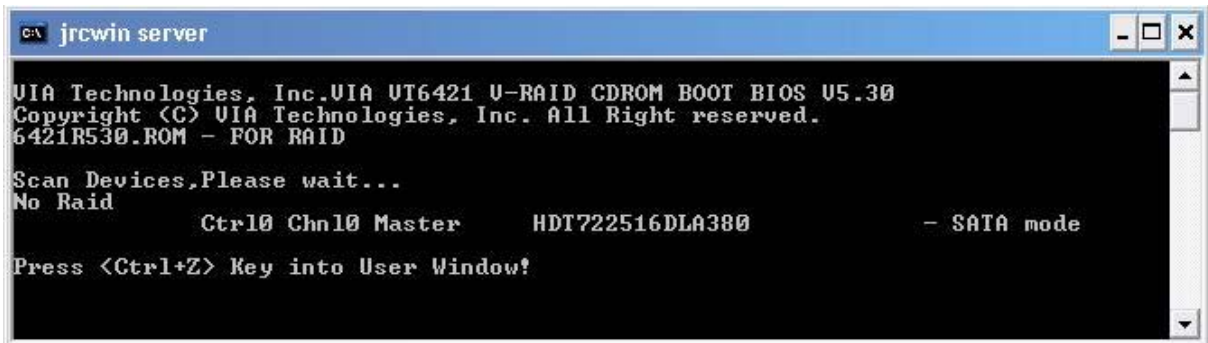 jrcwin server
VIA Technologies, Inc.VIA VT6421 V-RAID CDROM BOOT BIOS V5.30
Copyright (C) VIA Technologies, Inc. All Right reserved.
6421R530.ROM - FOR RAID
Scan Devices,Please wait...
No Raid
Ctrl0 Chnl0 Master HDT722516DLA380 - SATA mode
Press <Ctrl+Z> Key into User Window!